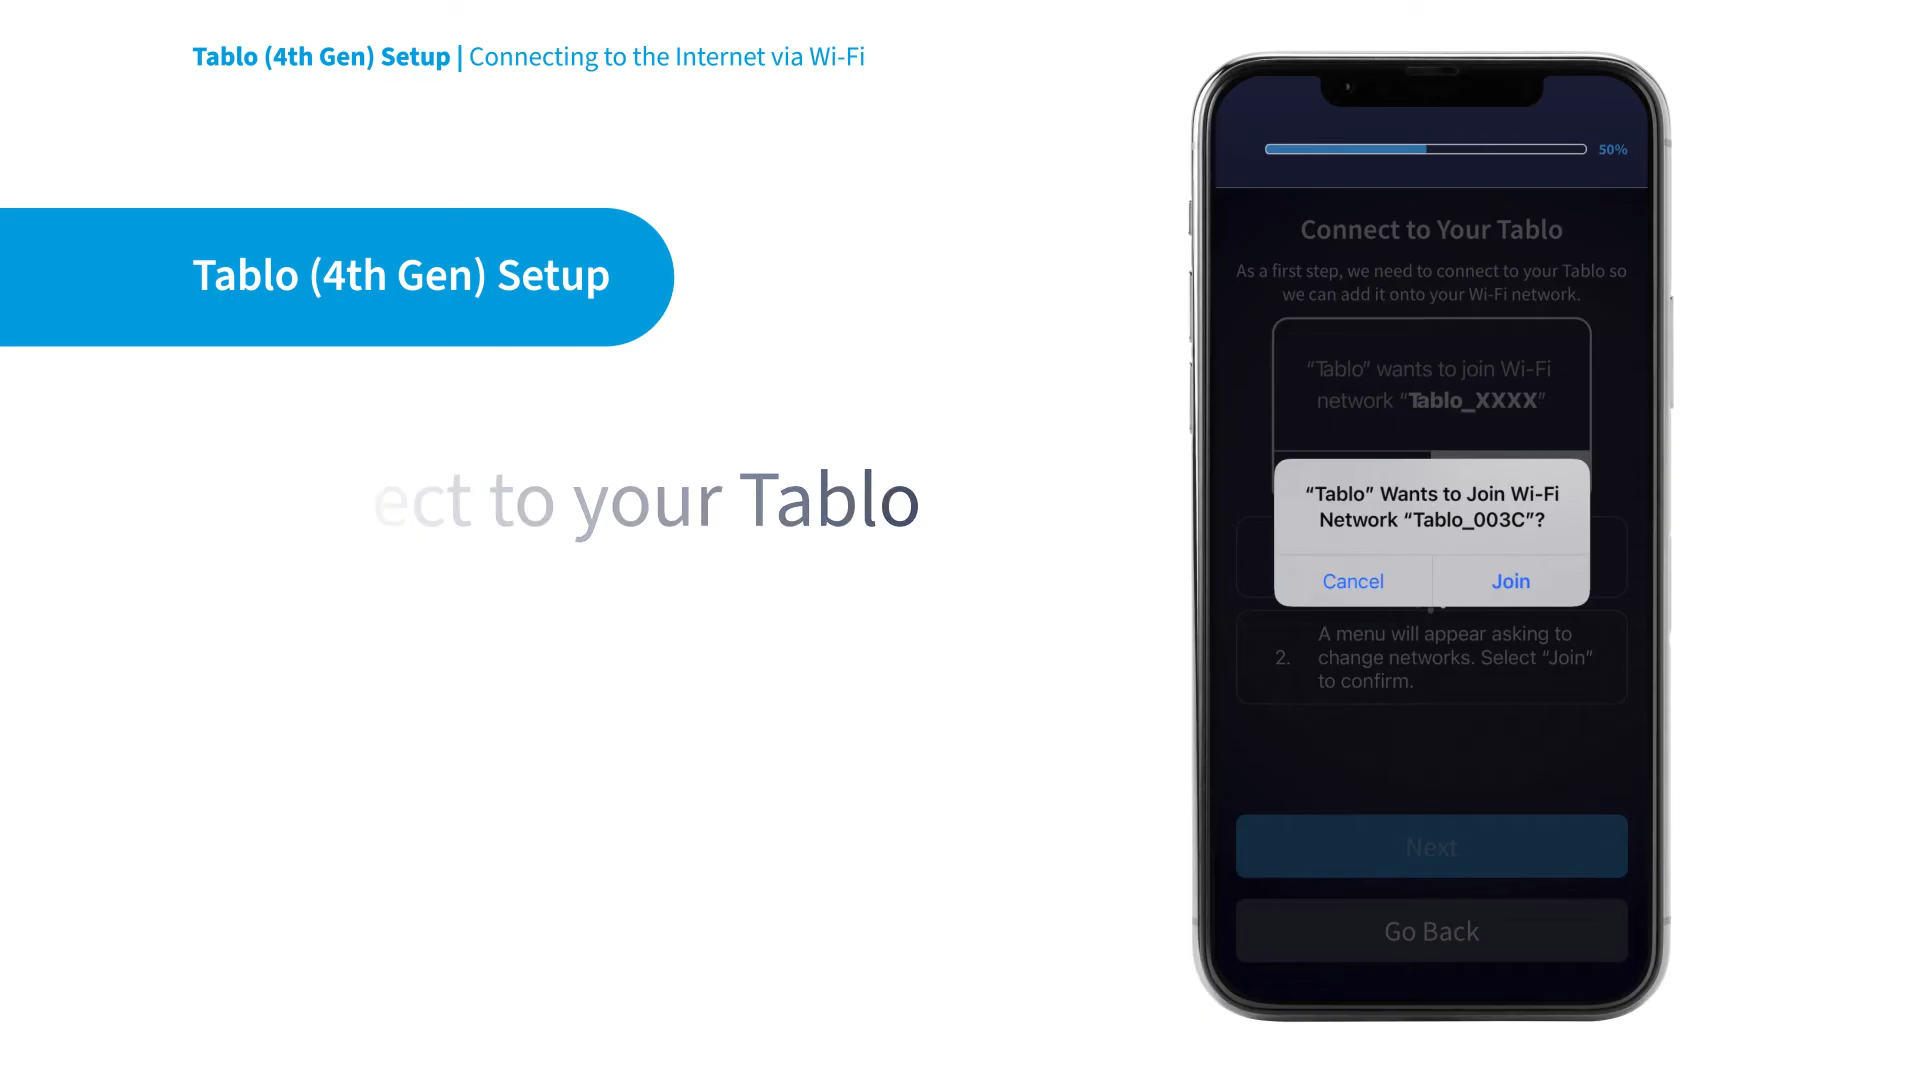 Tablo (4th Gen) Setup | Connecting to the Internet via Wi-Fi
Tablo (4th Gen) Setup
ect to your Tablo
50%
Connect to Your Tablo
As a first step, we need to connect to your Tablo so
we can add it onto your Wi-Fi network.
“Tablo” wants to join Wi-Fi
network “Tablo_XXXX”
“Tablo” Wants to Join Wi-Fi
Network “Tablo_003C”?
Cancel
Join
2.
A menu will appear asking to
change networks. Select “Join”
to confirm.
Next
Go Back